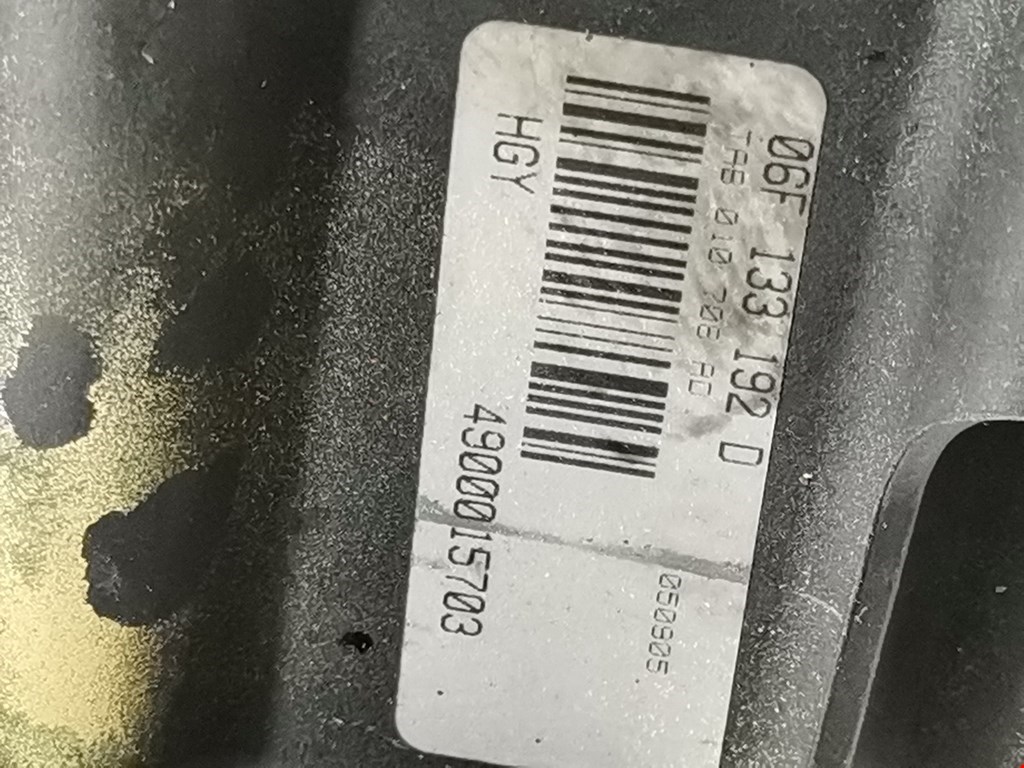 06F 133 192 D
TAB 010 708 AD
HGY
4900015703
050905